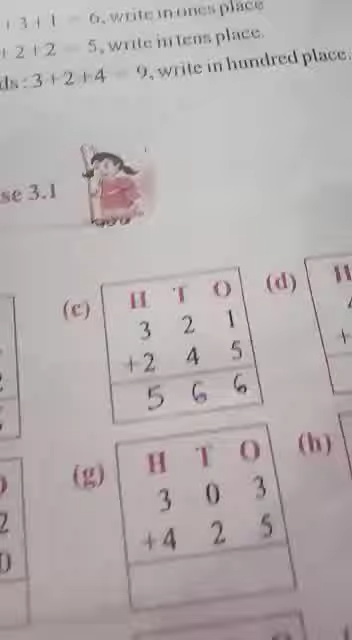 + 3 + 1 = 6, write in ones place
+ 2 + 2 = 5, write in tens place.
ds : 3 + 2 + 4 = 9, write in hundred place.
se 3.1
(c) H T O (d) H
3 2 1
+2 4 5 +
5 6 6
(g) H T O (h)
3 0 3
2 +4 2 5
0